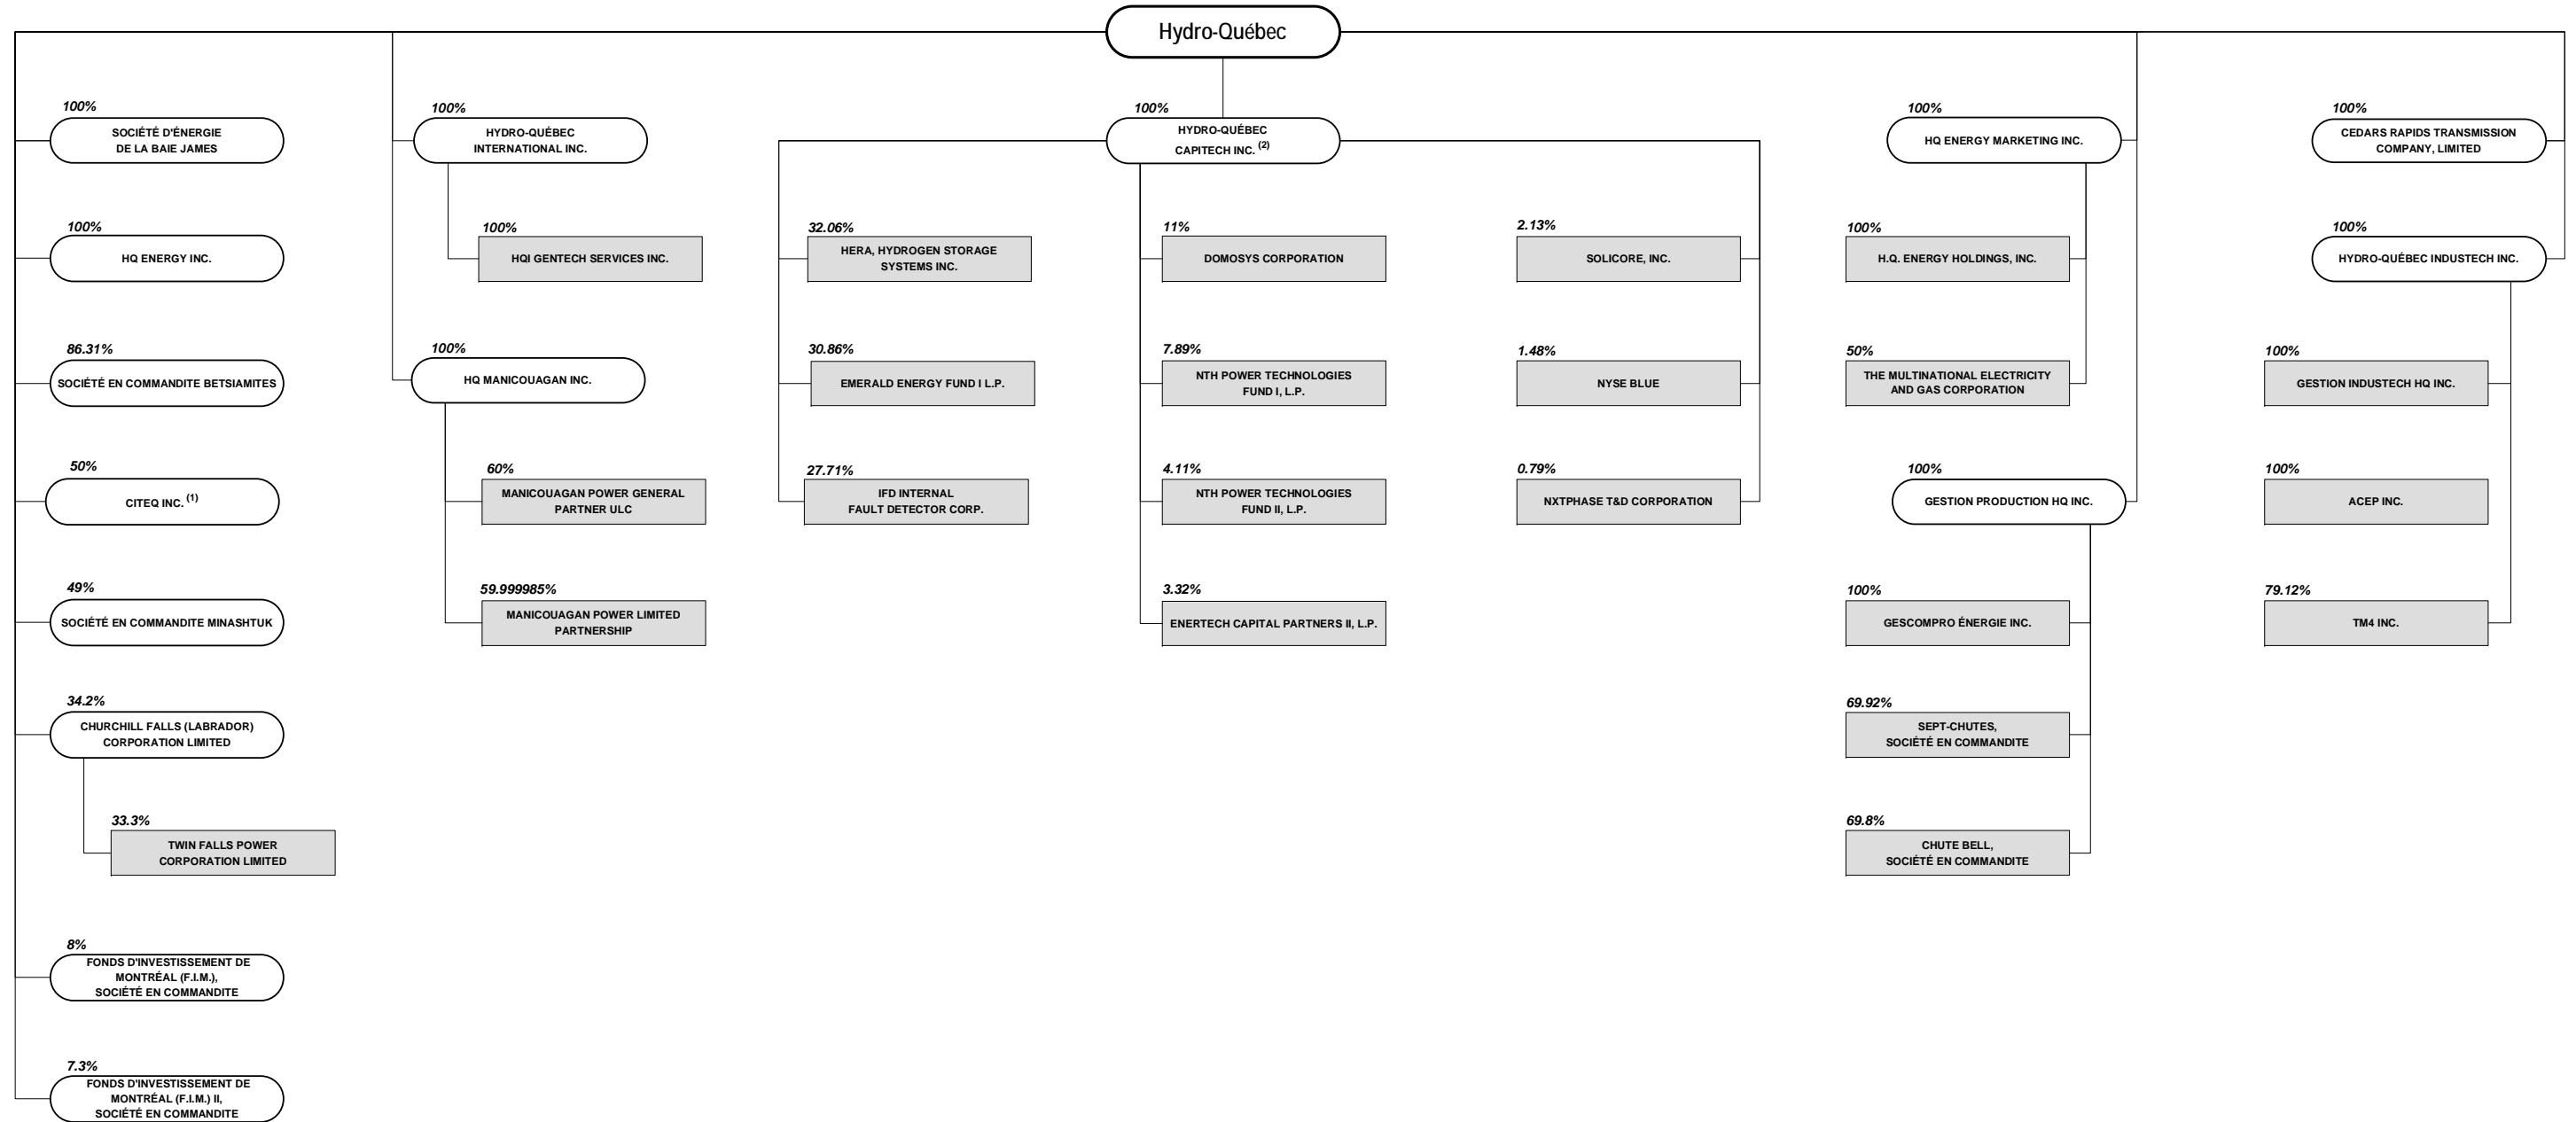 Hydro-Québec
100%
SOCIÉTÉ D'ÉNERGIE
DE LA BAIE JAMES
100%
HQ ENERGY INC.
86.31%
SOCIÉTÉ EN COMMANDITE BETSIAMITES
50%
CITEQ INC. (1)
49%
SOCIÉTÉ EN COMMANDITE MINASHTUK
34.2%
CHURCHILL FALLS (LABRADOR)
CORPORATION LIMITED
33.3%
TWIN FALLS POWER
CORPORATION LIMITED
8%
FONDS D'INVESTISSEMENT DE
MONTRÉAL (F.I.M.),
SOCIÉTÉ EN COMMANDITE
7.3%
FONDS D'INVESTISSEMENT DE
MONTRÉAL (F.I.M.) II,
SOCIÉTÉ EN COMMANDITE
100%
HYDRO-QUÉBEC
INTERNATIONAL INC.
100%
HQI GENTECH SERVICES INC.
100%
HQ MANICOUAGAN INC.
60%
MANICOUAGAN POWER GENERAL
PARTNER ULC
59.999985%
MANICOUAGAN POWER LIMITED
PARTNERSHIP
100%
HYDRO-QUÉBEC
CAPITECH INC. (2)
32.06%
HERA, HYDROGEN STORAGE
SYSTEMS INC.
30.86%
EMERALD ENERGY FUND I L.P.
27.71%
IFD INTERNAL
FAULT DETECTOR CORP.
11%
DOMOSYS CORPORATION
7.89%
NTH POWER TECHNOLOGIES
FUND I, L.P.
4.11%
NTH POWER TECHNOLOGIES
FUND II, L.P.
3.32%
ENERTECH CAPITAL PARTNERS II, L.P.
2.13%
SOLICORE, INC.
1.48%
NYSE BLUE
0.79%
NXTPHASE T&D CORPORATION
100%
HQ ENERGY MARKETING INC.
100%
H.Q. ENERGY HOLDINGS, INC.
50%
THE MULTINATIONAL ELECTRICITY
AND GAS CORPORATION
100%
GESTION PRODUCTION HQ INC.
100%
GESCOMPRO ÉNERGIE INC.
69.92%
SEPT-CHUTES,
SOCIÉTÉ EN COMMANDITE
69.8%
CHUTE BELL,
SOCIÉTÉ EN COMMANDITE
100%
CEDARS RAPIDS TRANSMISSION
COMPANY, LIMITED
100%
HYDRO-QUÉBEC INDUSTECH INC.
100%
GESTION INDUSTECH HQ INC.
100%
ACEP INC.
79.12%
TM4 INC.